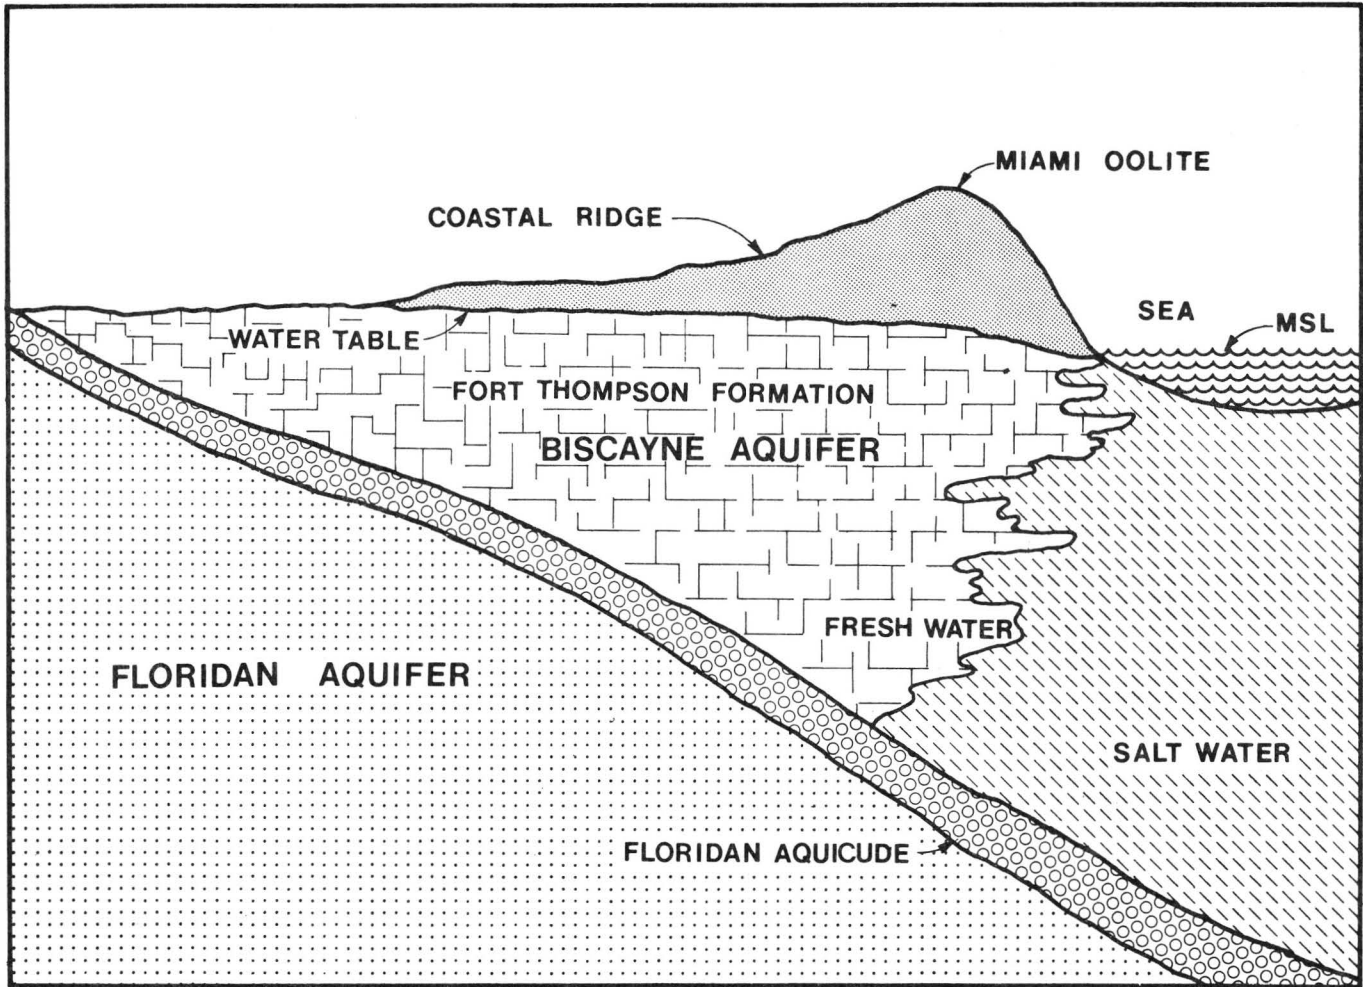 MIAMI OOLITE
COASTAL RIDGE
SEA
MSL
WATER TABLE
FORT THOMPSON FORMATION
BISCAYNE AQUIFER
FRESH WATER
FLORIDAN AQUIFER
SALT WATER
FLORIDAN AQUICUDE